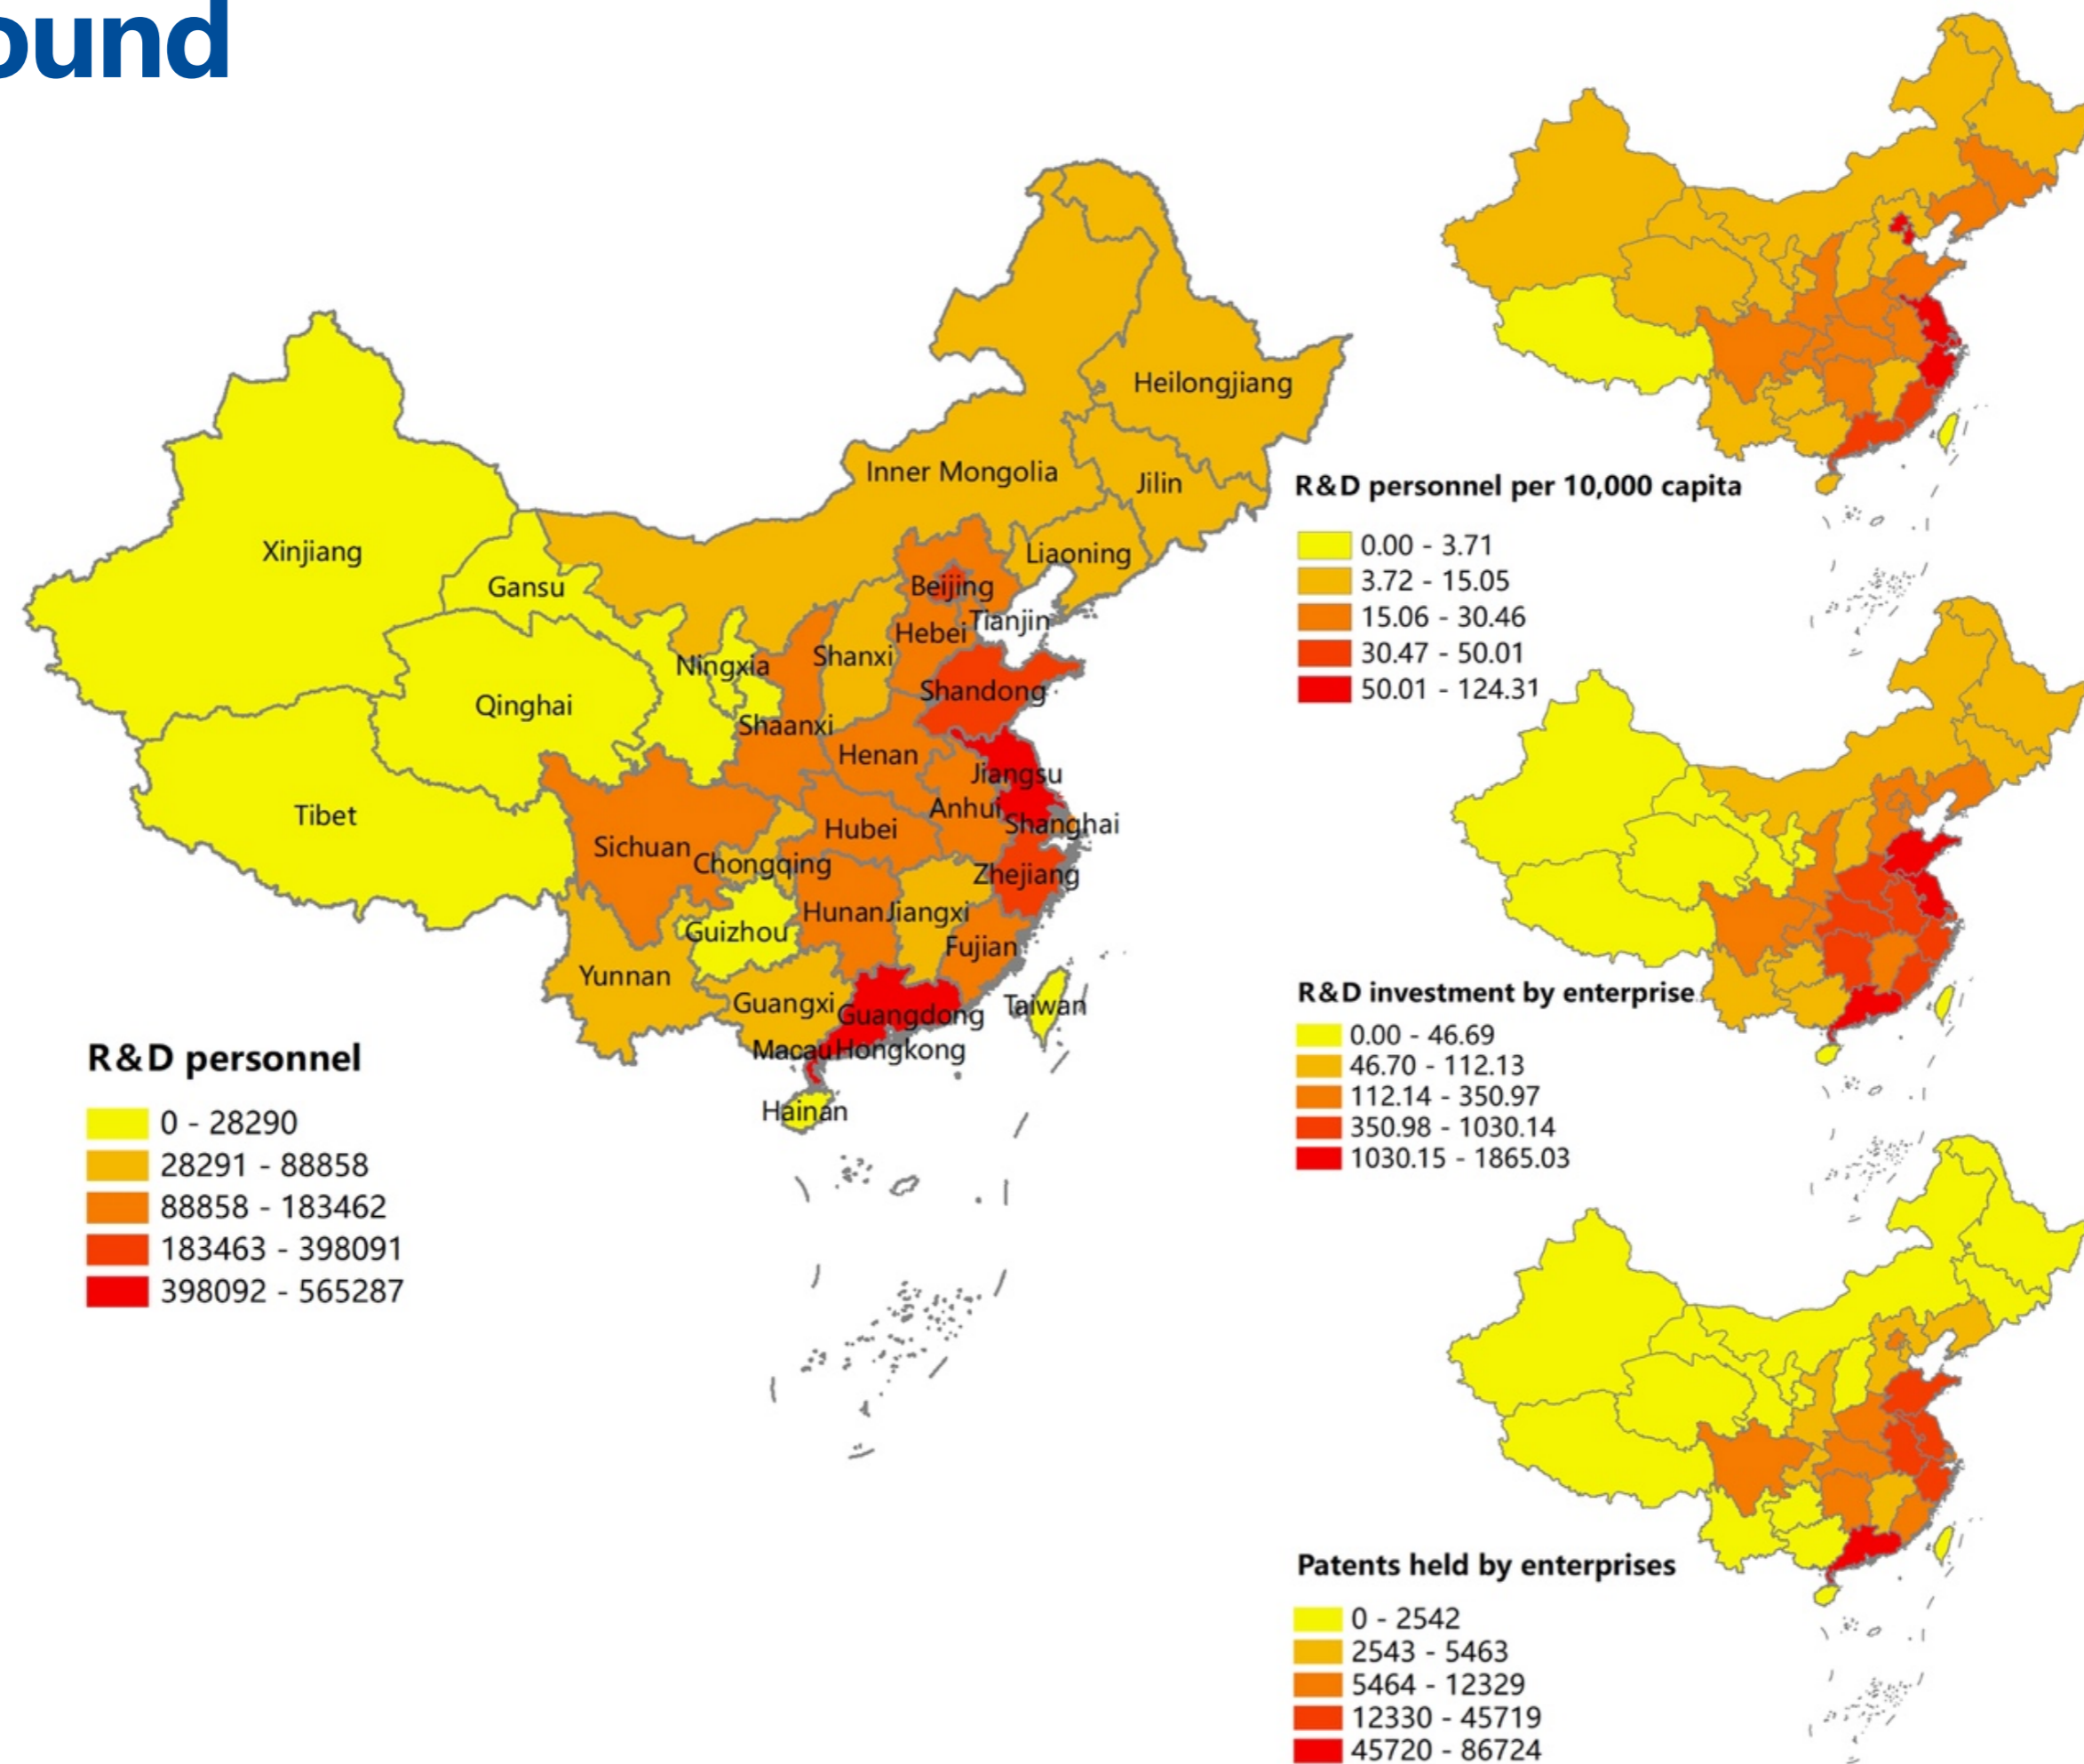 ound
Heilongjiang
Inner Mongolia
Jilin
Xinjiang
Gansu
Liaoning
Beijing
Tianjin
Hebei
Ningxia
Shanxi
Shandong
Qinghai
Shaanxi
Henan
Jiangsu
Tibet
Anhui
Shanghai
Hubei
Sichuan
Chongqing
Zhejiang
Hunan
Jiangxi
Guizhou
Fujian
Yunnan
Guangxi
Guangdong
Taiwan
Macau
Hongkong
Hainan
R&D personnel
0 - 28290
28291 - 88858
88858 - 183462
183463 - 398091
398092 - 565287
R&D personnel per 10,000 capita
0.00 - 3.71
3.72 - 15.05
15.06 - 30.46
30.47 - 50.01
50.01 - 124.31
R&D investment by enterprise
0.00 - 46.69
46.70 - 112.13
112.14 - 350.97
350.98 - 1030.14
1030.15 - 1865.03
Patents held by enterprises
0 - 2542
2543 - 5463
5464 - 12329
12330 - 45719
45720 - 86724